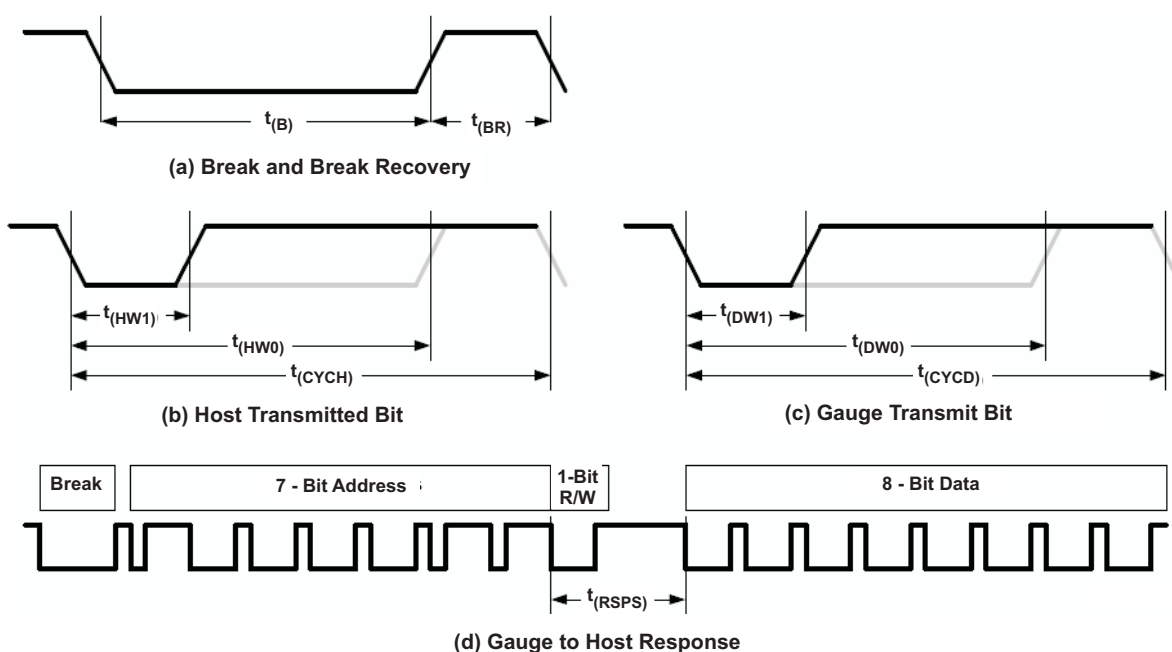 t(B)
t(BR)
(a) Break and Break Recovery
t(HW1)
t(HW0)
t(CYCH)
(b) Host Transmitted Bit
t(DW1)
t(DW0)
t(CYCD)
(c) Gauge Transmit Bit
Break
7 - Bit Address
1-Bit
R/W
8 - Bit Data
t(RSPS)
(d) Gauge to Host Response